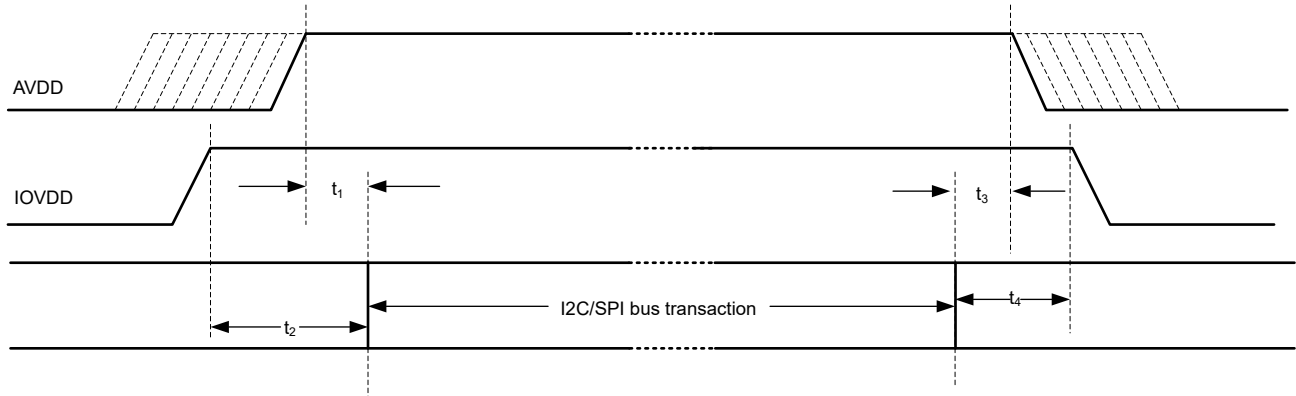 AVDD
IOVDD
t1
t3
I2C/SPI bus transaction
t4
t2